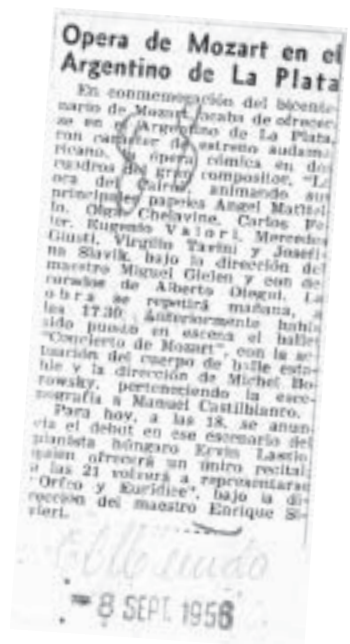 Opera de Mozart en el
Argentino de La Plata
En conmemoración del bicente-
nario de Mozart acaba de ofrecer-
se en el Argentino de La Plata,
con carácter de estreno sudame-
ricano, la ópera cómica en dos
cuadros del gran compositor, "La
oca del Cairo", animando sus
principales papeles Angel Mattiel-
lo, Olga Chelavine, Carlos
Eugenio Valori, Mercedes
Giusti, Virgilio Tavini y Josefi-
na Slavik, bajo la dirección del
maestro Miguel Gielen y con de-
corados de Alberto Otegui. La
obra se repetirá mañana, a
las 17.30. Anteriormente había
sido puesto en escena el ballet
"Concierto de Mozart", con la ac-
tuación del cuerpo de baile esta-
ble y la dirección de Michel Bo-
rowsky, perteneciendo la esce-
nografía a Manuel
Para hoy, a las 18, se anun-
cia el debut en ese escenario del
pianista húngaro Ervin Laszlo,
quien ofrecerá un único recital;
a las 21 volverá a representarse
"Orfeo y Eurídice", bajo la di-
rección del maestro Enrique Si-
vieri.
El Mundo
- 8 SEPT. 1956